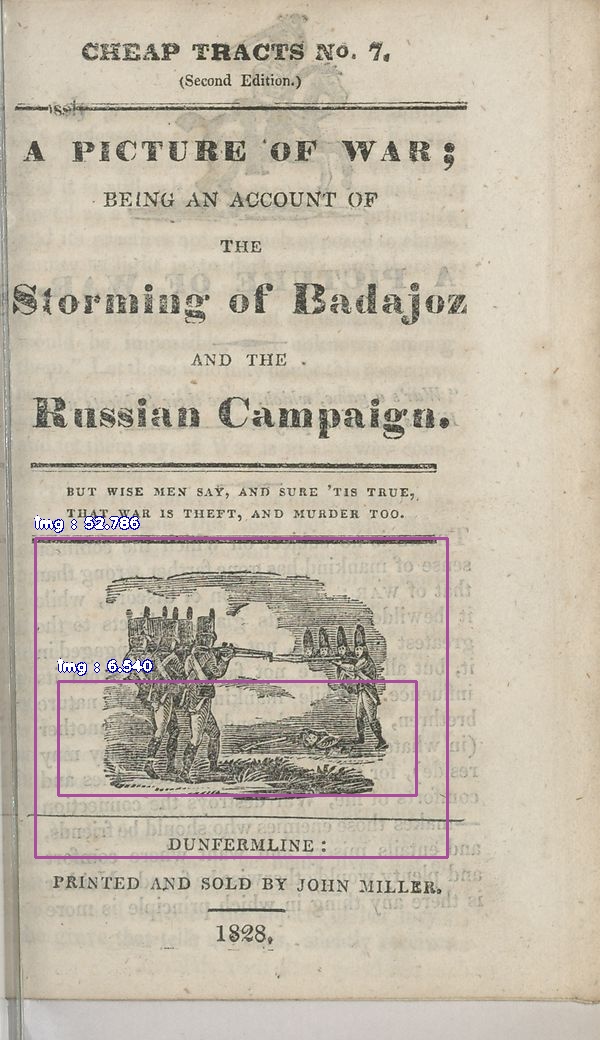 CHEAP TRACTS No. 7.
(Second Edition.)
A PICTURE OF WAR;
BEING AN ACCOUNT OF
THE
Storming of Badajoz
AND THE
Russian Campaign.
BUT WISE MEN SAY, AND SURE 'TIS TRUE,
THAT WAR IS THEFT, AND MURDER TOO.
img : 52.786
img : 6.540
DUNFERMLINE:
PRINTED AND SOLD BY JOHN MILLER.
1828.